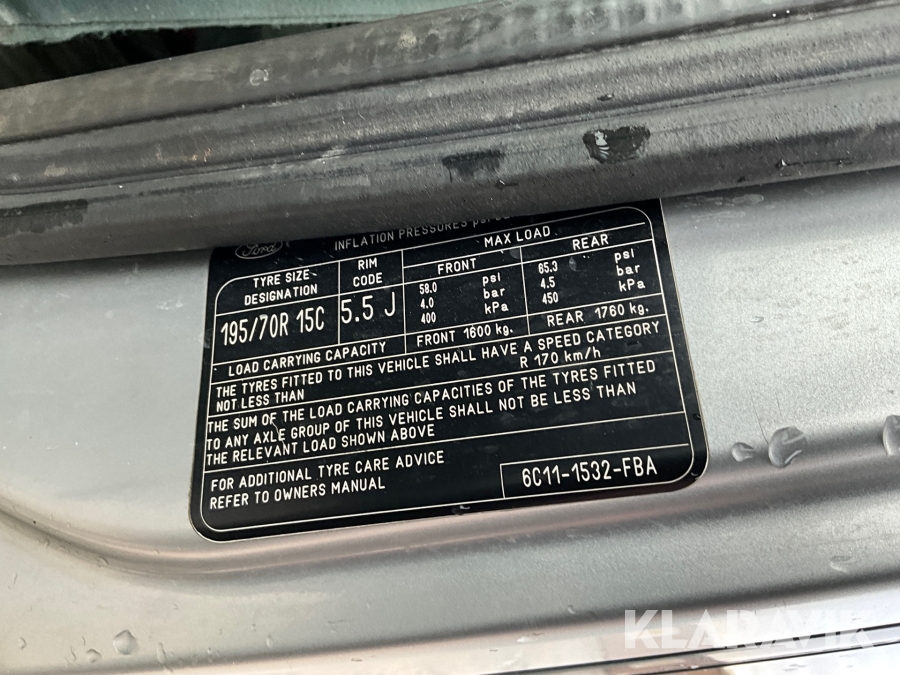 Ford
INFLATION PRESSURES psi
TYRE SIZE- DESIGNATION
RIM CODE
MAX LOAD
FRONT
REAR
195/70R 15C
5.5 J
58.0 psi
4.0 bar
400 kPa
65.3 psi
4.5 bar
450 kPa
LOAD CARRYING CAPACITY
FRONT 1600 kg.
REAR 1760 kg.
THE TYRES FITTED TO THIS VEHICLE SHALL HAVE A SPEED CATEGORY
NOT LESS THAN R 170 km/h
THE SUM OF THE LOAD CARRYING CAPACITIES OF THE TYRES FITTED
TO ANY AXLE GROUP OF THIS VEHICLE SHALL NOT BE LESS THAN
THE RELEVANT LOAD SHOWN ABOVE
FOR ADDITIONAL TYRE CARE ADVICE
REFER TO OWNERS MANUAL
6C11-1532-FBA
KLARAVIK